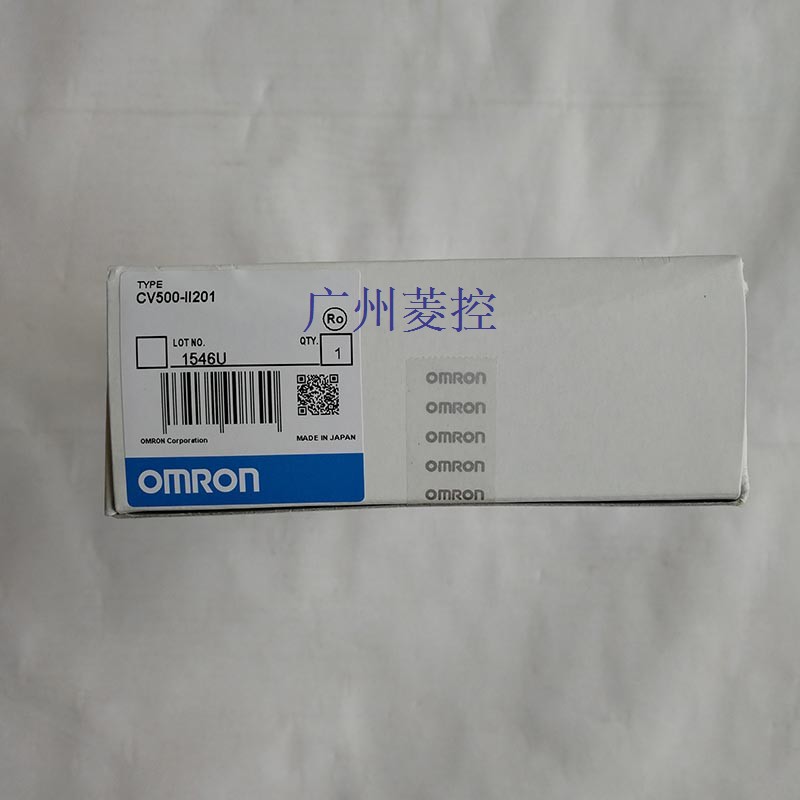 TYPE
CV500-II201
广州菱控
Ro
LOT NO.
QTY.
1546U
1
OMRON Corporation
MADE IN JAPAN
OMRON
OMRON
OMRON
OMRON
OMRON
OMRON